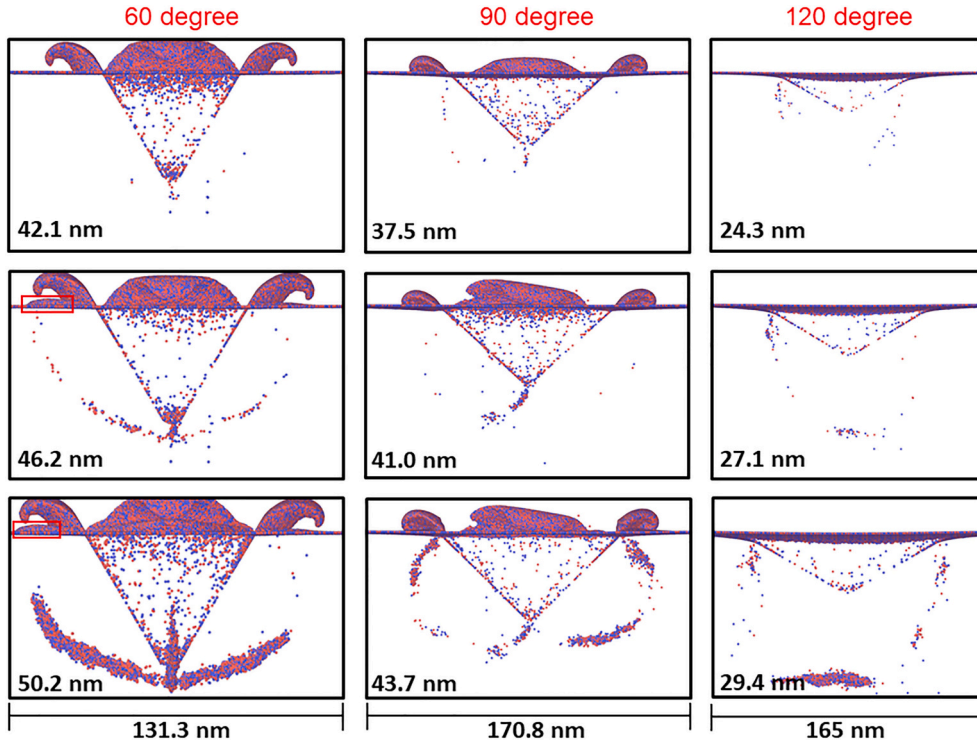 60 degree 90 degree 120 degree
42.1 nm 37.5 nm 24.3 nm
46.2 nm 41.0 nm 27.1 nm
50.2 nm 43.7 nm 29.4 nm
131.3 nm 170.8 nm 165 nm